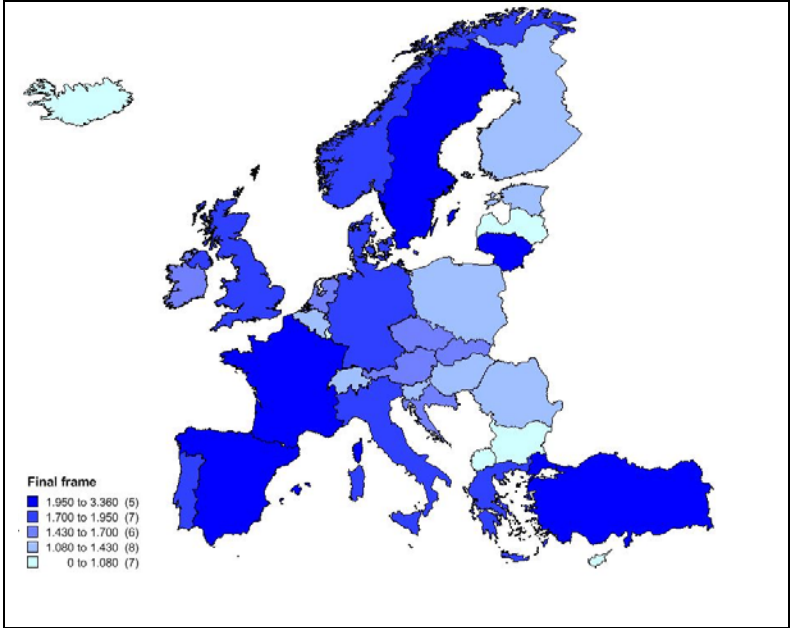 Final frame
1.950 to 3.360 (5)
1.700 to 1.950 (7)
1.430 to 1.700 (6)
1.080 to 1.430 (8)
0 to 1.080 (7)